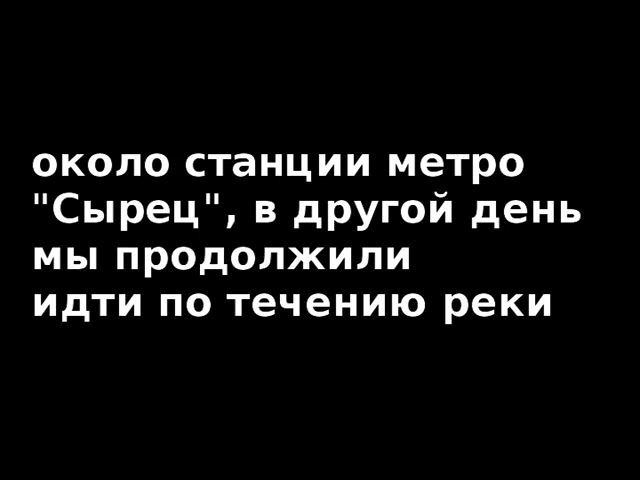 около станции метро
"Сырец", в другой день
мы продолжили
идти по течению реки